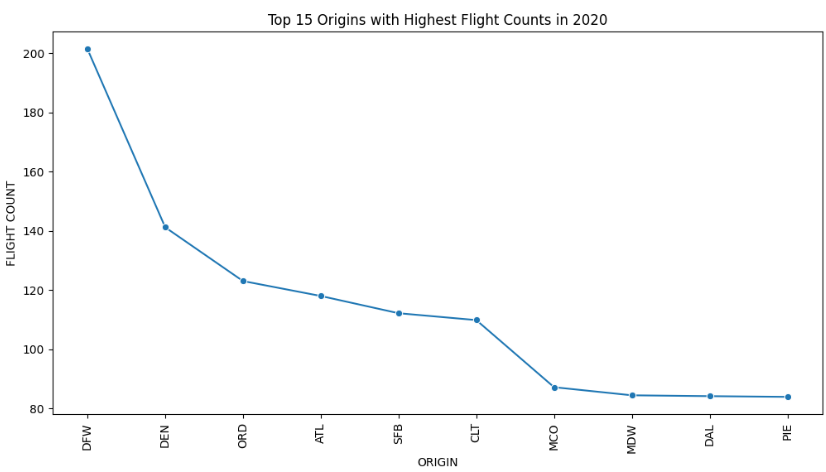 Top 15 Origins with Highest Flight Counts in 2020
FLIGHT COUNT
200
180
160
140
120
100
80
DFW
DEN
ORD
ATL
SFB
CLT
MCO
MDW
DAL
PIE
ORIGIN